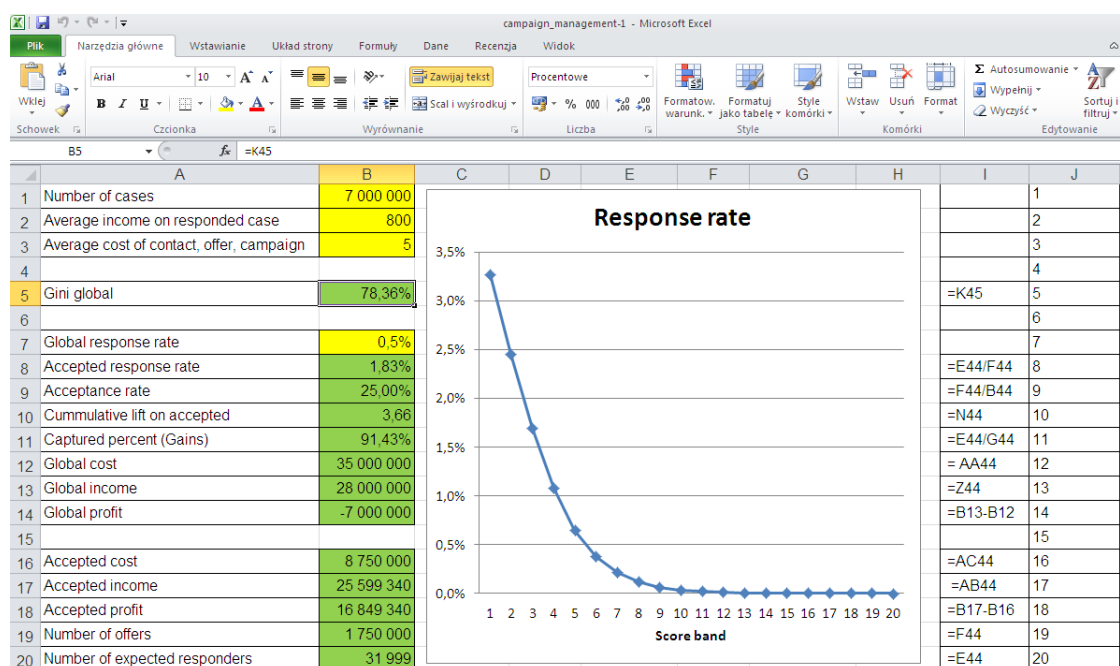 campaign_management-1 - Microsoft Excel
Plik Narzędzia główne Wstawianie Układ strony Formuły Dane Recenzja Widok
Wklej
Arial 10 A A Zawijaj tekst Procentowe
B I U A Scal i wyśrodkuj % 000 ,0 ,00 ,00 ,0
Formatow. warunk. Formatuj jako tabelę Style komórki Wstaw Usuń Format
Σ Autosumowanie
Wypełnij
Wyczyść
Sortuj i
filtruj
Schowek Czcionka Wyrównanie Liczba Style Komórki Edytowanie
B5 fx =K45
A B C D E F G H I J
1 Number of cases 7 000 000 1
2 Average income on responded case 800 2
3 Average cost of contact, offer, campaign 5 3
4 4
5 Gini global 78,36% =K45 5
6 6
7 Global response rate 0,5% 7
8 Accepted response rate 1,83% =E44/F44 8
9 Acceptance rate 25,00% =F44/B44 9
10 Cummulative lift on accepted 3,66 =N44 10
11 Captured percent (Gains) 91,43% =E44/G44 11
12 Global cost 35 000 000 = AA44 12
13 Global income 28 000 000 =Z44 13
14 Global profit -7 000 000 =B13-B12 14
15 15
16 Accepted cost 8 750 000 =AC44 16
17 Accepted income 25 599 340 =AB44 17
18 Accepted profit 16 849 340 =B17-B16 18
19 Number of offers 1 750 000 =F44 19
20 Number of expected responders 31 999 =E44 20
Response rate
3,5%
3,0%
2,5%
2,0%
1,5%
1,0%
0,5%
0,0%
1 2 3 4 5 6 7 8 9 10 11 12 13 14 15 16 17 18 19 20
Score band